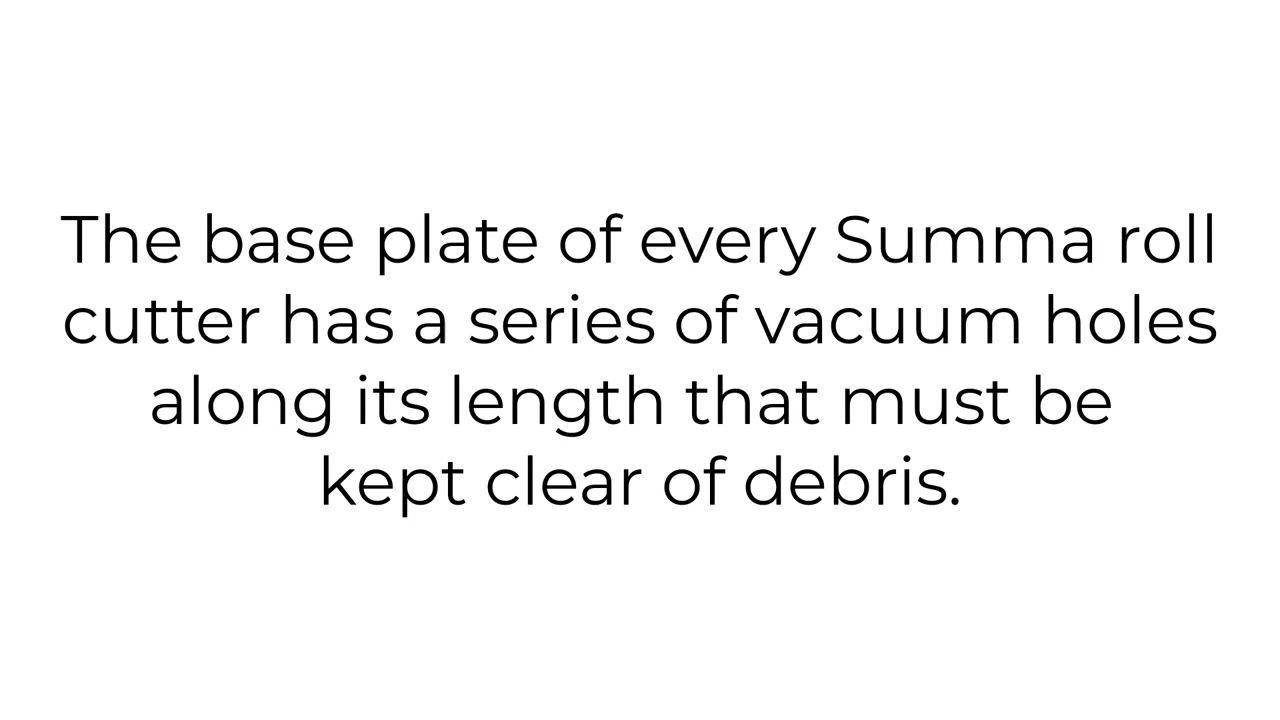 The base plate of every Summa roll
cutter has a series of vacuum holes
along its length that must be
kept clear of debris.